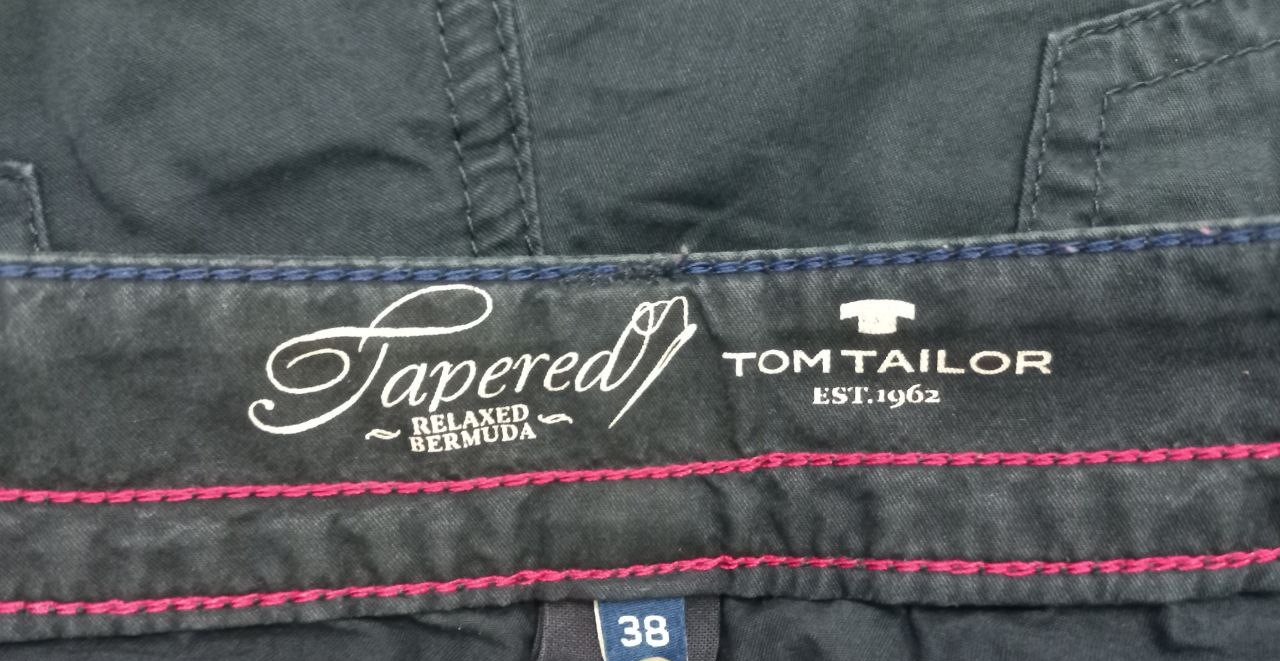 Tapered
RELAXED
BERMUDA
TOM TAILOR
EST.1962
38